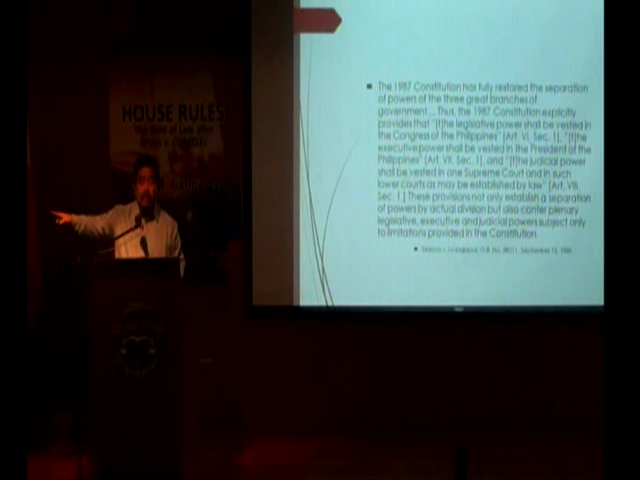 HOUSE RULES
The Rule of Law after
The 1987 Constitution has fully restored the separation
of powers of the three great branches of
government... Thus, the 1987 Constitution explicitly
provides that "[t]he legislative power shall be vested in
the Congress of the Philippines" [Art. VI, Sec. 1], "[t]he
executive power shall be vested in the President of the
Philippines" [Art. VII, Sec. 1], and "[t]he judicial power
shall be vested in one Supreme Court and in such
lower courts as may be established by law" [Art. VIII,
Sec. 1.] These provisions not only establish a separation
of powers by actual division but also confer plenary
legislative, executive and judicial powers subject only
to limitations provided in the Constitution.